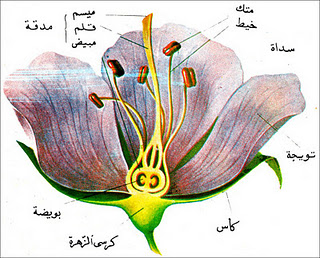 ميسم
قلم
مبيض
مدقة
متك
خيط
سداة
تويجة
بويضة
كأس
كرسي الزهرة